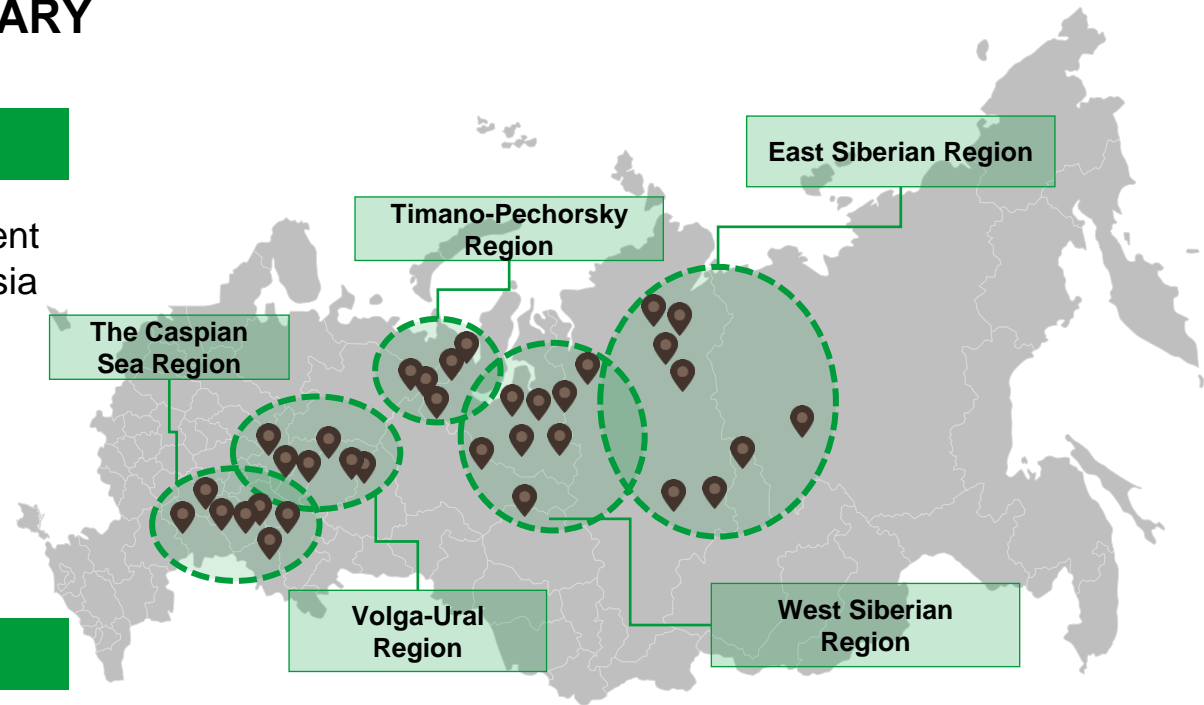 ARY
ent
sia
East Siberian Region
Timano-Pechorsky
Region
The Caspian
Sea Region
Volga-Ural
Region
West Siberian
Region